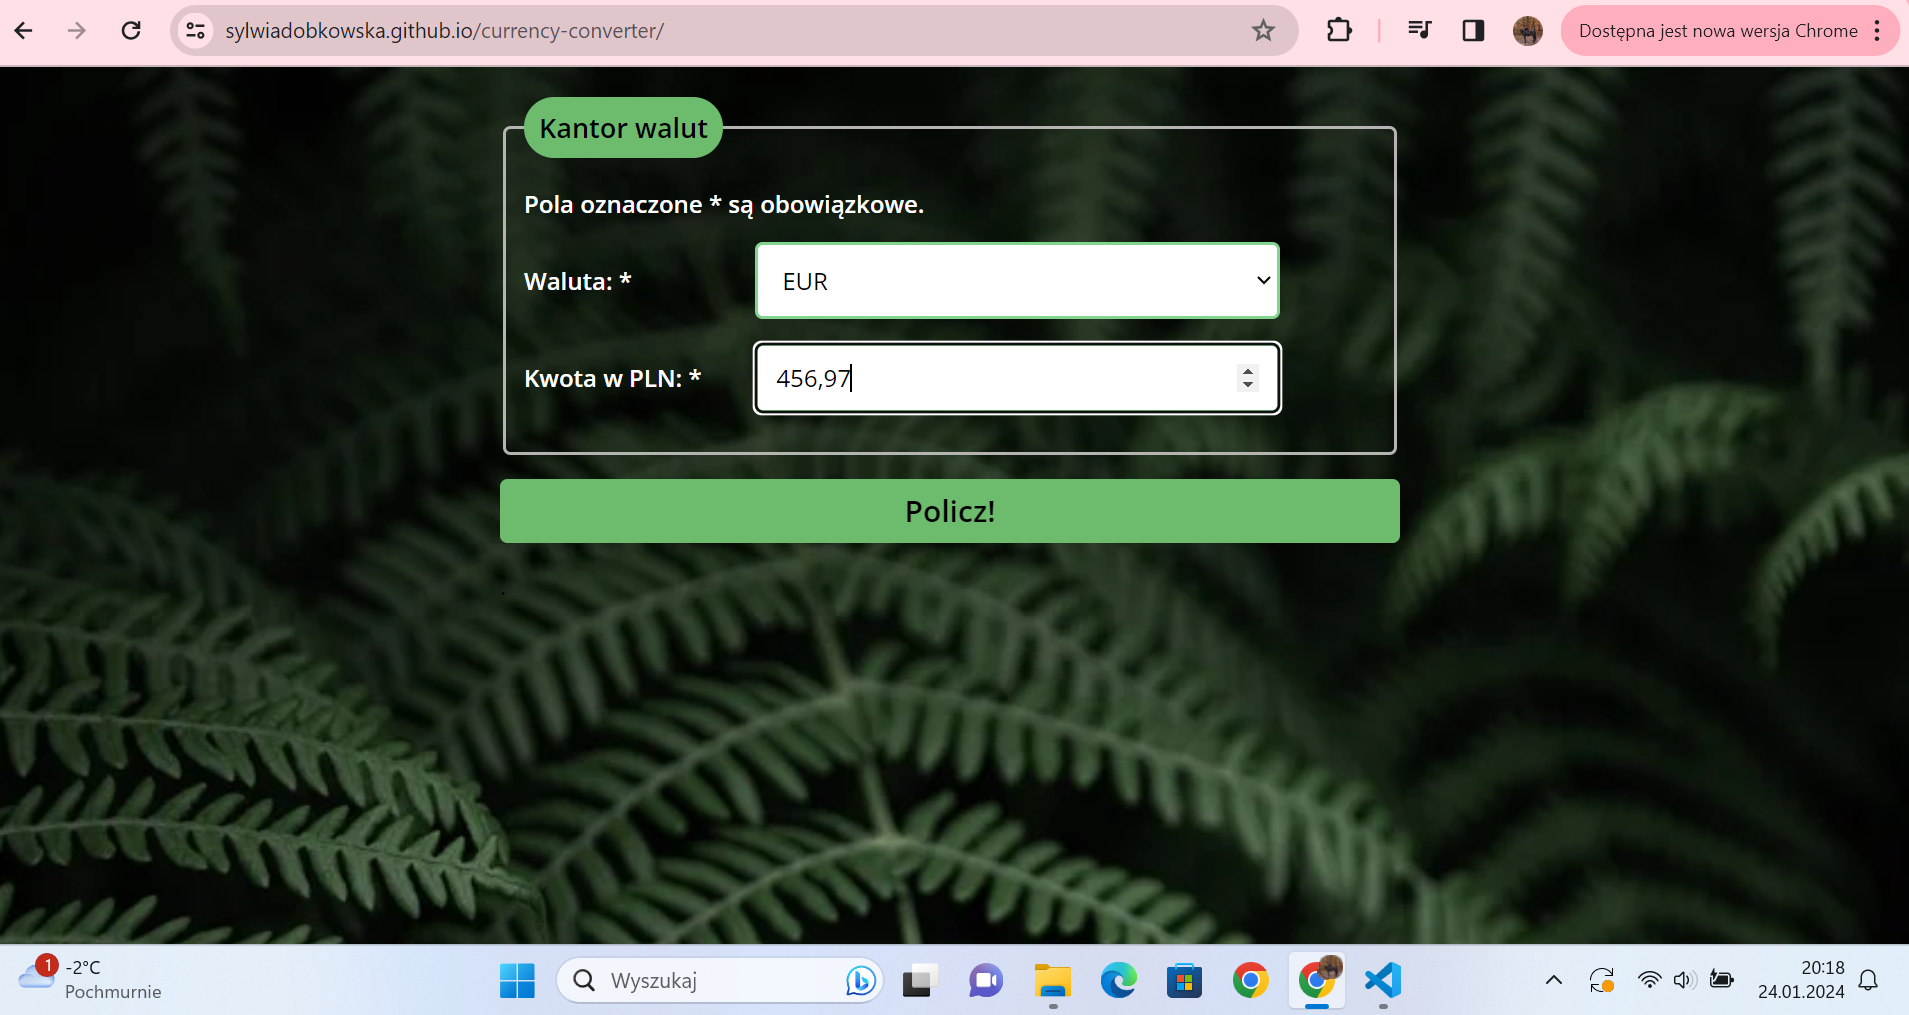 sylwiadobkowska.github.io/currency-converter/
Dostępna jest nowa wersja Chrome
Kantor walut
Pola oznaczone * są obowiązkowe.
Waluta: *
EUR
Kwota w PLN: *
456,97
Policz!
1
-2°C
Pochmurnie
Wyszukaj
20:18
24.01.2024